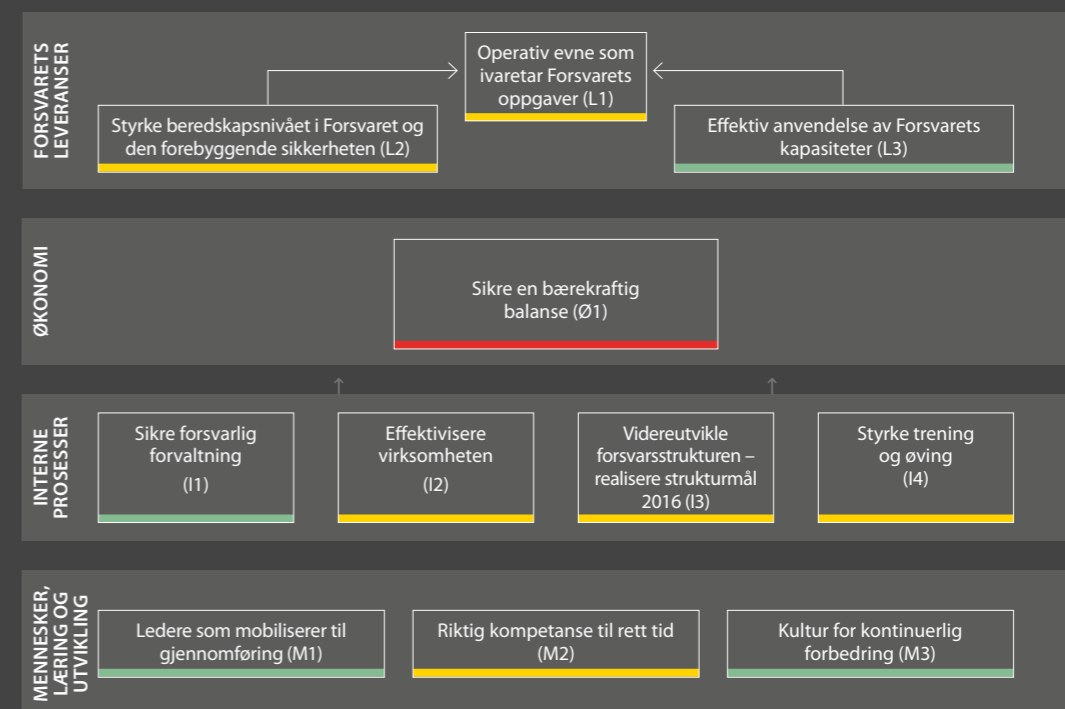 FORSVARETS
LEVERANSER
Operativ evne som
ivaretar Forsvarets
oppgaver (L1)
Styrke beredskapsnivået i Forsvaret og
den forebyggende sikkerheten (L2)
Effektiv anvendelse av Forsvarets
kapasiteter (L3)
ØKONOMI
Sikre en bærekraftig
balanse (Ø1)
INTERNE
PROSESSER
Sikre forsvarlig
forvaltning
(I1)
Effektivisere
virksomheten
(I2)
Videreutvikle
forsvarsstrukturen –
realisere strukturmål
2016 (I3)
Styrke trening
og øving
(I4)
MENNESKER,
LÆRING OG
UTVIKLING
Ledere som mobiliserer til
gjennomføring (M1)
Riktig kompetanse til rett tid
(M2)
Kultur for kontinuerlig
forbedring (M3)